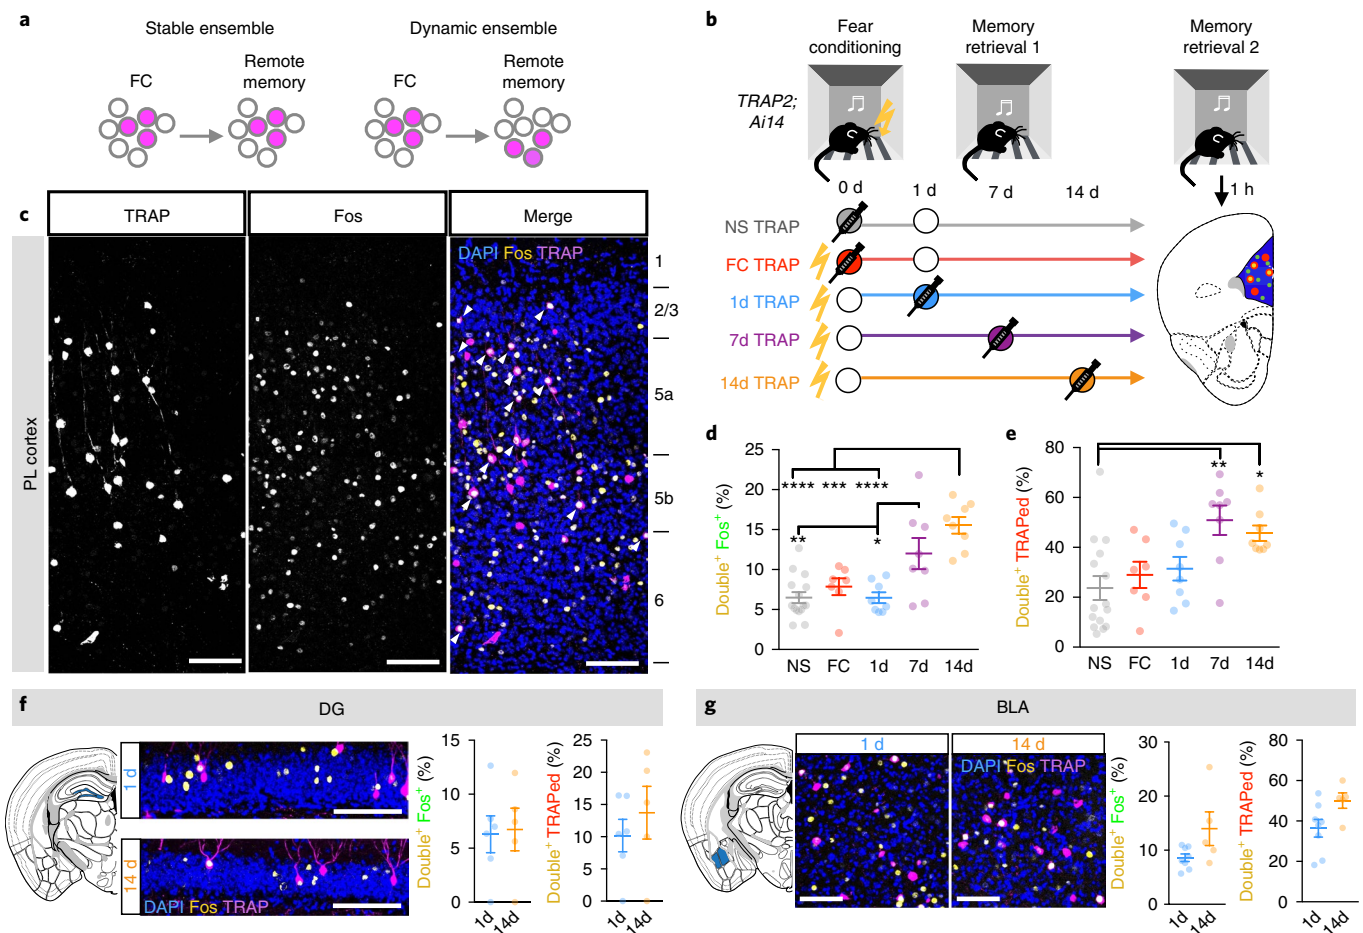 a
Stable ensemble
Dynamic ensemble
FC
Remote
memory
FC
Remote
memory
b
Fear
conditioning
Memory
retrieval 1
Memory
retrieval 2
TRAP2;
Ai14
0 d
1 d
7 d
14 d
1 h
NS TRAP
FC TRAP
1d TRAP
7d TRAP
14d TRAP
c
TRAP
Fos
Merge
DAPI Fos TRAP
PL cortex
1
2/3
5a
5b
6
d
Double+ Fos+ (%)
25
20
15
10
5
0
****
***
****
**
*
NS
FC
1d
7d
14d
e
Double+ TRAPed (%)
80
60
40
20
0
**
*
NS
FC
1d
7d
14d
f
DG
1 d
14 d
DAPI Fos TRAP
Double+ Fos+ (%)
15
10
5
0
1d
14d
Double+ TRAPed (%)
25
20
15
10
5
0
1d
14d
g
BLA
1 d
14 d
DAPI Fos TRAP
Double+ Fos+ (%)
30
20
10
0
1d
14d
Double+ TRAPed (%)
80
60
40
20
0
1d
14d